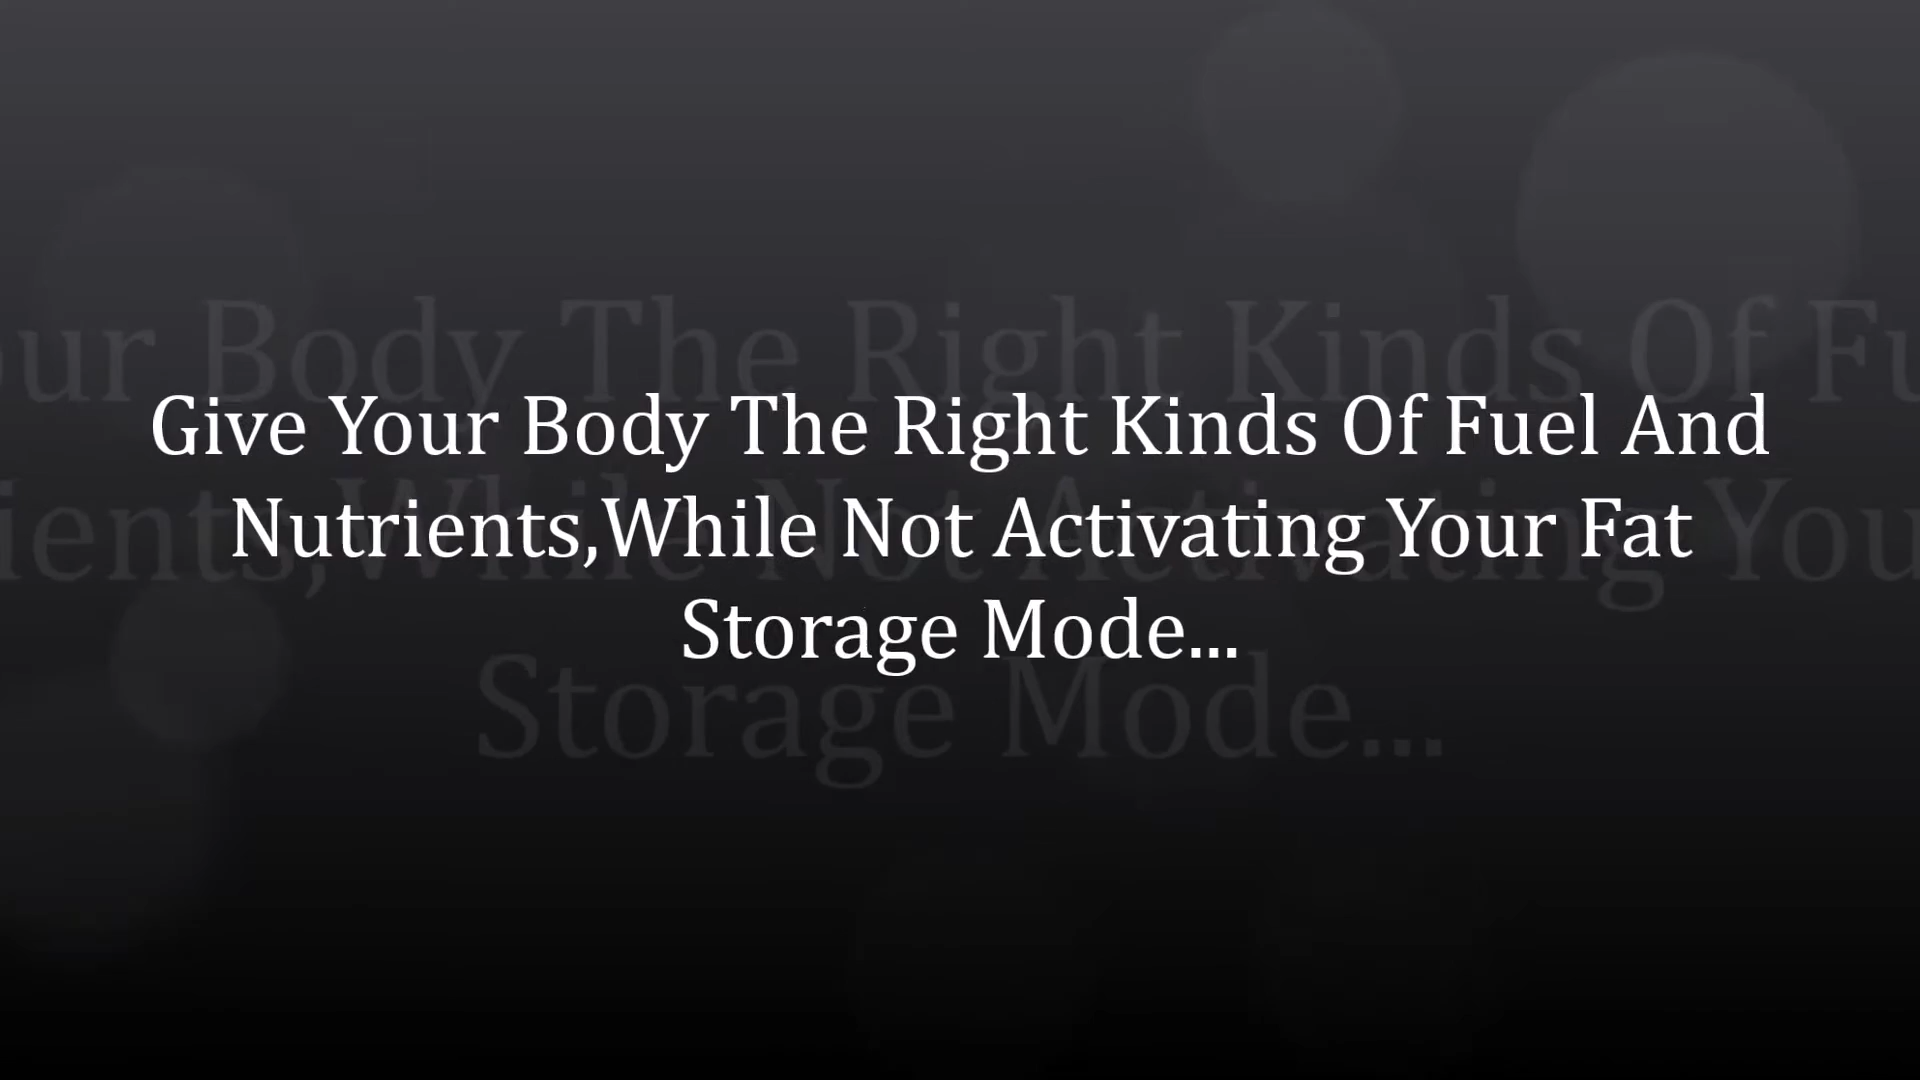 Give Your Body The Right Kinds Of Fuel And
Nutrients,While Not Activating Your Fat
Storage Mode...